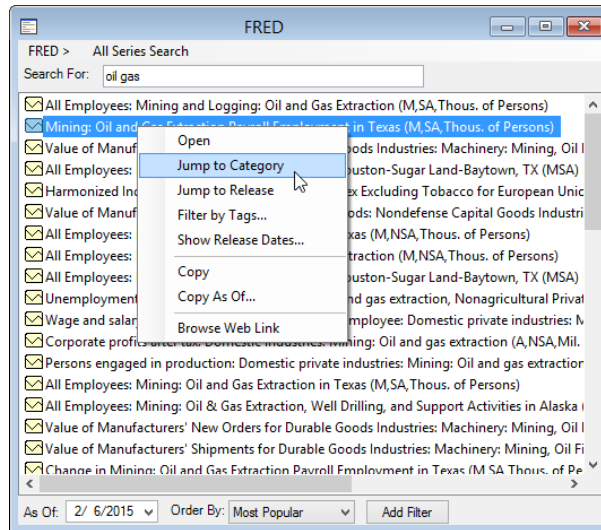 FRED
FRED > All Series Search
Search For: oil gas
All Employees: Mining and Logging: Oil and Gas Extraction (M,SA,Thous. of Persons)
Mining: Oil and Gas Extraction Payroll Employment in Texas (M,SA,Thous. of Persons)
Open
Value of Manuf ods Industries: Machinery: Mining, Oil
Jump to Category
All Employees: uston-Sugar Land-Baytown, TX (MSA)
Jump to Release
Harmonized Ind ex Excluding Tobacco for European Unic
Filter by Tags...
Value of Manuf ods: Nondefense Capital Goods Industri
Show Release Dates...
All Employees: xas (M,NSA,Thous. of Persons)
All Employees: traction (M,NSA,Thous. of Persons)
Copy
All Employees: uston-Sugar Land-Baytown, TX (MSA)
Copy As Of...
Unemployment nd gas extraction, Nonagricultural Privat
Browse Web Link
Wage and salar mployee: Domestic private industries: M
Corporate profits after tax: Domestic industries: Mining: Oil and gas extraction (A,NSA,Mil.
Persons engaged in production: Domestic private industries: Mining: Oil and gas extraction
All Employees: Mining: Oil and Gas Extraction in Texas (M,SA,Thous. of Persons)
All Employees: Mining: Oil & Gas Extraction, Well Drilling, and Support Activities in Alaska (
Value of Manufacturers' New Orders for Durable Goods Industries: Machinery: Mining, Oil
Value of Manufacturers' Shipments for Durable Goods Industries: Machinery: Mining, Oil Fi
Change in Mining: Oil and Gas Extraction Payroll Employment in Texas (M,SA,Thous. of Pe
As Of: 2/ 6/2015 Order By: Most Popular Add Filter